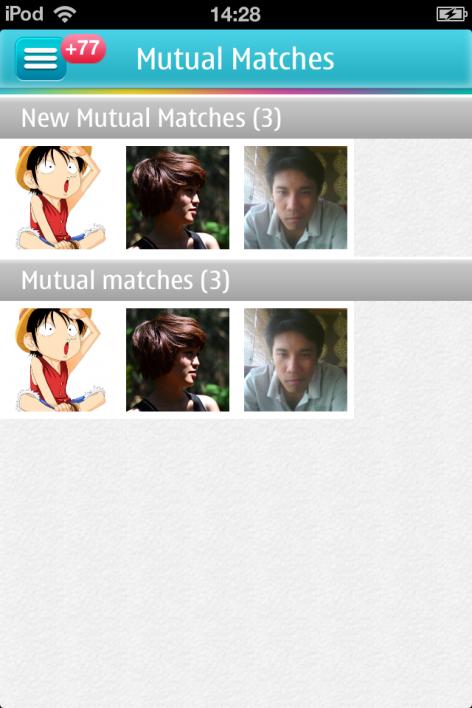 iPod 14:28
+77
Mutual Matches
New Mutual Matches (3)
Mutual matches (3)